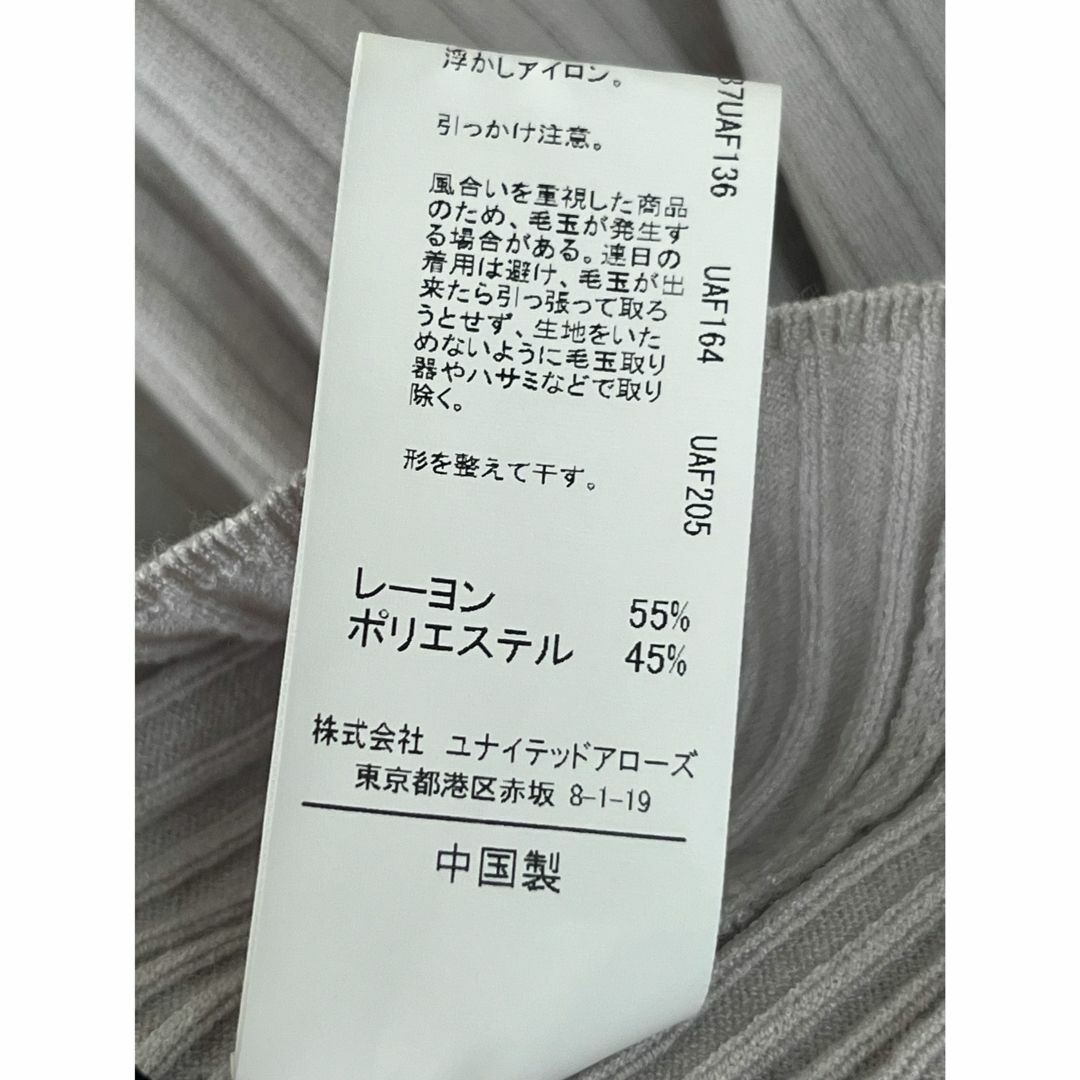 浮かしアイロン。
引っかけ注意。
風合いを重視した商品
のため、毛玉が発生す
る場合がある。連日の
着用は避け、毛玉が出
来たら引っ張って取ろ
うとせず、生地をいた
めないように毛玉取り
器やハサミなどで取り
除く。
形を整えて干す。
レーヨン 55%
ポリエステル 45%
株式会社 ユナイテッドアローズ
東京都港区赤坂 8-1-19
中国製
37UAF136 UAF164 UAF205